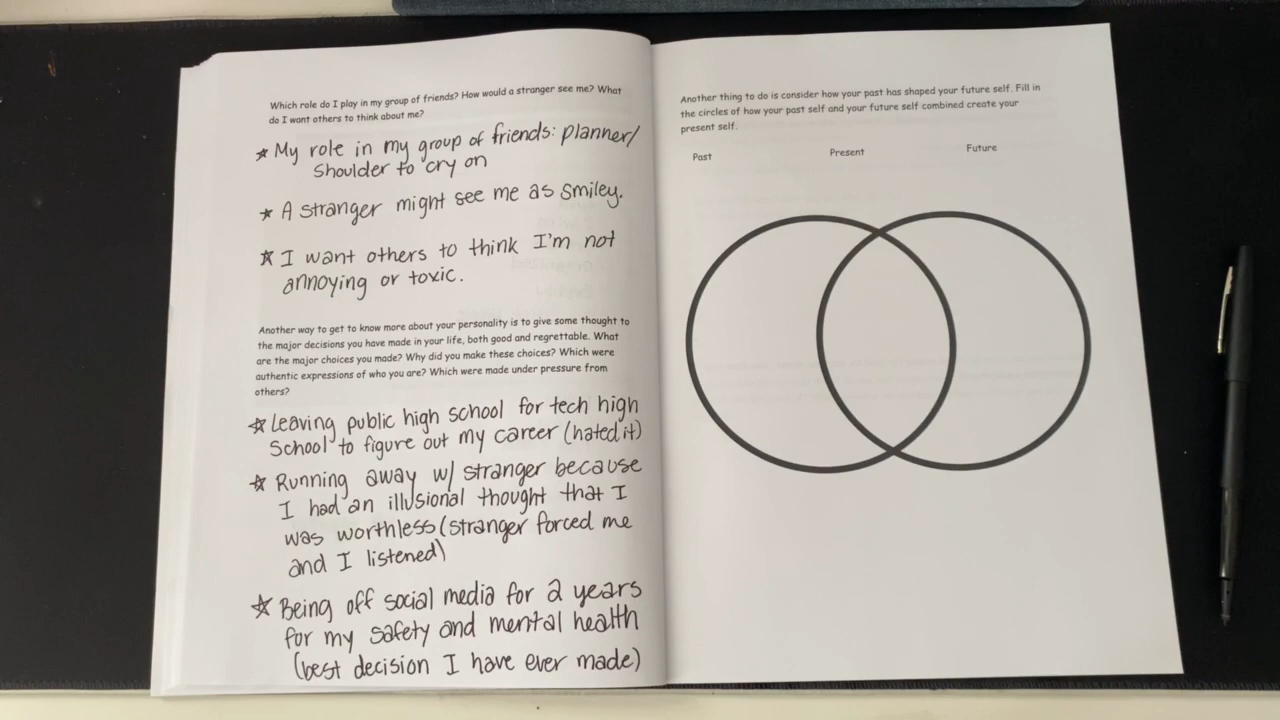 Which role do I play in my group of friends? How would a stranger see me? What
do I want others to think about me?
★ My role in my group of friends: planner/
shoulder to cry on
★ A stranger might see me as smiley.
★ I want others to think I'm not
annoying or toxic.
Another way to get to know more about your personality is to give some thought to
the major decisions you have made in your life, both good and regrettable. What
are the major choices you made? Why did you make these choices? Which were
authentic expressions of who you are? Which were made under pressure from
others?
★ Leaving public high school for tech high
School to figure out my career (hated it)
★ Running away w/ stranger because
I had an illusional thought that I
was worthless (stranger forced me
and I listened)
★ Being off social media for 2 years
for my safety and mental health
(best decision I have ever made)
Another thing to do is consider how your past has shaped your future self. Fill in
the circles of how your past self and your future self combined create your
present self.
Past Present Future